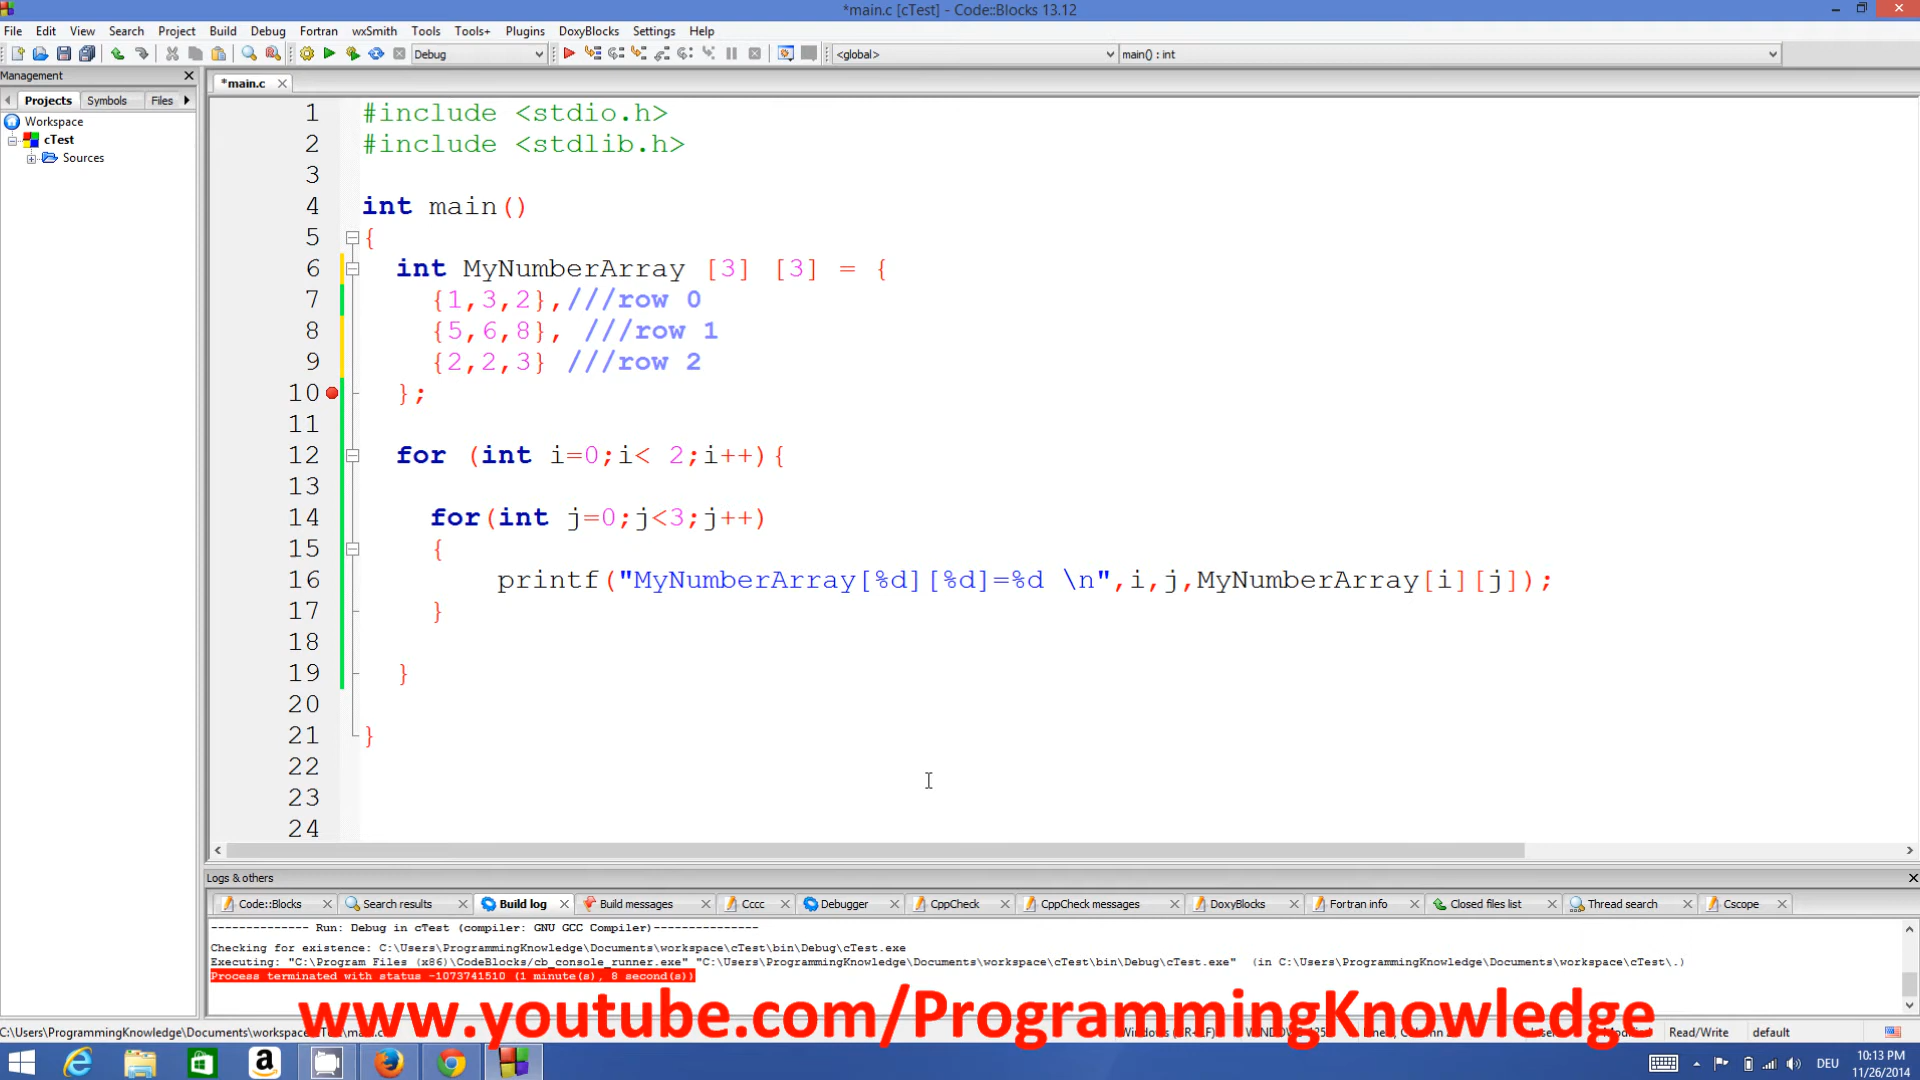 *main.c [cTest] - Code::Blocks 13.12
File Edit View Search Project Build Debug Fortran wxSmith Tools Tools+ Plugins DoxyBlocks Settings Help
Debug <global> main() : int
Management
*main.c
Projects Symbols Files
Workspace
cTest
Sources
1 #include <stdio.h>
2 #include <stdlib.h>
3
4 int main()
5 {
6 int MyNumberArray [3] [3] = {
7 {1,3,2},///row 0
8 {5,6,8}, ///row 1
9 {2,2,3} ///row 2
10 };
11
12 for (int i=0;i< 2;i++){
13
14 for(int j=0;j<3;j++)
15 {
16 printf("MyNumberArray[%d][%d]=%d \n",i,j,MyNumberArray[i][j]);
17 }
18
19 }
20
21 }
22
23
24
Logs & others
Code::Blocks Search results Build log Build messages Cccc Debugger CppCheck CppCheck messages DoxyBlocks Fortran info Closed files list Thread search Cscope
-------------- Run: Debug in cTest (compiler: GNU GCC Compiler)---------------
Checking for existence: C:\Users\ProgrammingKnowledge\Documents\workspace\cTest\bin\Debug\cTest.exe
Executing: "C:\Program Files (x86)\CodeBlocks/cb_console_runner.exe" "C:\Users\ProgrammingKnowledge\Documents\workspace\cTest\bin\Debug\cTest.exe" (in C:\Users\ProgrammingKnowledge\Documents\workspace\cTest\.)
Process terminated with status -1073741510 (1 minute(s), 8 second(s))
www.youtube.com/ProgrammingKnowledge
C:\Users\ProgrammingKnowledge\Documents\workspace Read/Write default
DEU
10:13 PM
11/26/2014